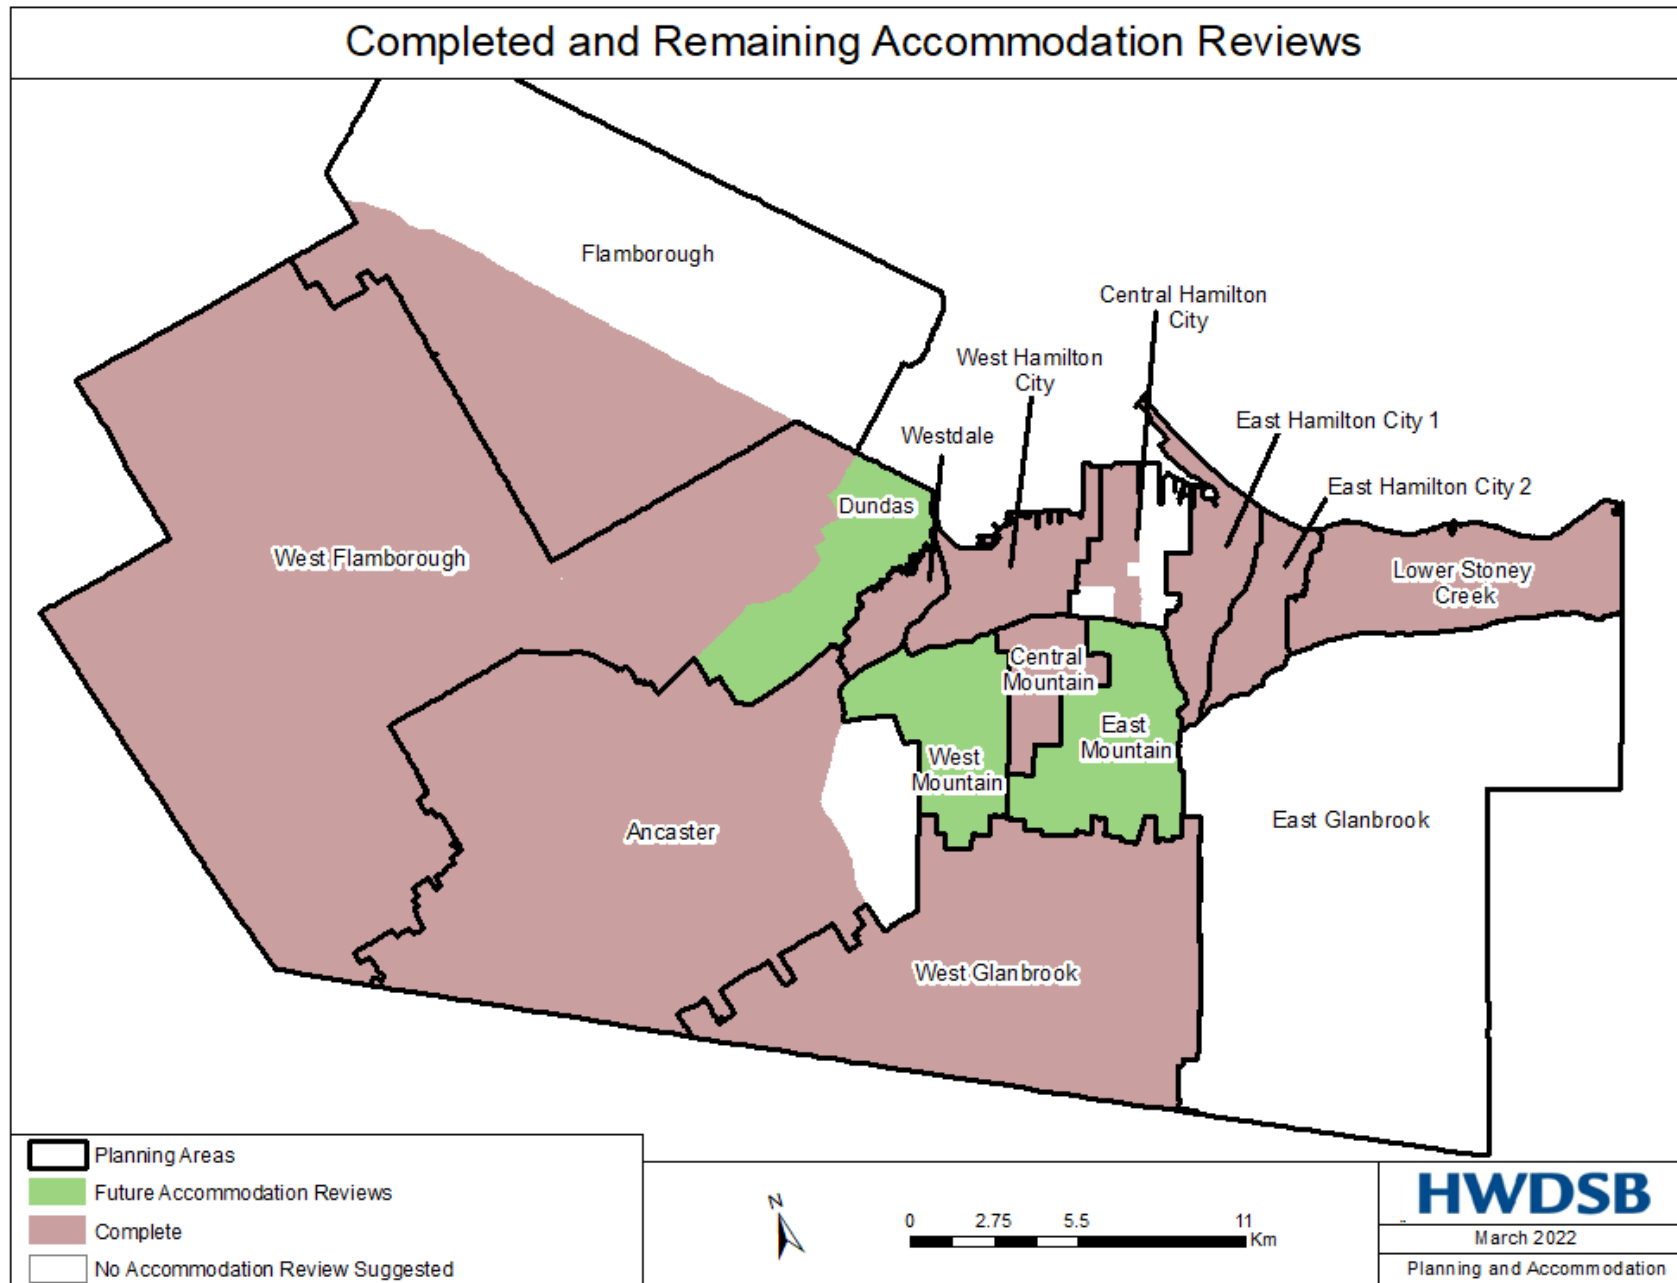 Completed and Remaining Accommodation Reviews
Flamborough
Central Hamilton
City
West Hamilton
City
East Hamilton City 1
Westdale
East Hamilton City 2
Dundas
West Flamborough
Lower Stoney
Creek
Central
Mountain
East
Mountain
West
Mountain
Ancaster
East Glanbrook
West Glanbrook
Planning Areas
Future Accommodation Reviews
Complete
No Accommodation Review Suggested
N
0 2.75 5.5 11
Km
HWDSB
March 2022
Planning and Accommodation